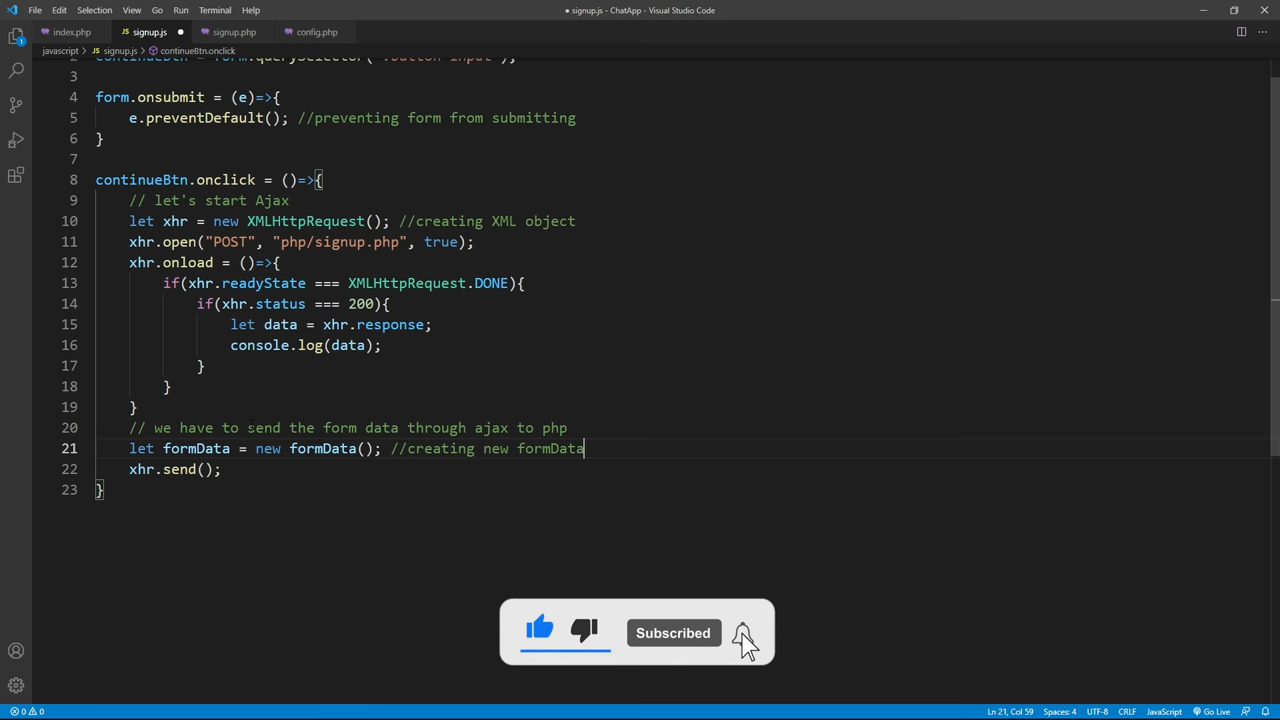 File Edit Selection View Go Run Terminal Help
● signup.js - ChatApp - Visual Studio Code
index.php
JS signup.js ●
signup.php
config.php
javascript > JS signup.js > continueBtn.onclick
2 continueBtn = form.querySelector(".button input");
3
4 form.onsubmit = (e)=>{
5 e.preventDefault(); //preventing form from submitting
6 }
7
8 continueBtn.onclick = ()=>{
9 // let's start Ajax
10 let xhr = new XMLHttpRequest(); //creating XML object
11 xhr.open("POST", "php/signup.php", true);
12 xhr.onload = ()=>{
13 if(xhr.readyState === XMLHttpRequest.DONE){
14 if(xhr.status === 200){
15 let data = xhr.response;
16 console.log(data);
17 }
18 }
19 }
20 // we have to send the form data through ajax to php
21 let formData = new formData(); //creating new formData
22 xhr.send();
23 }
1
Subscribed
0 0
Ln 21, Col 59 Spaces: 4 UTF-8 CRLF JavaScript Go Live